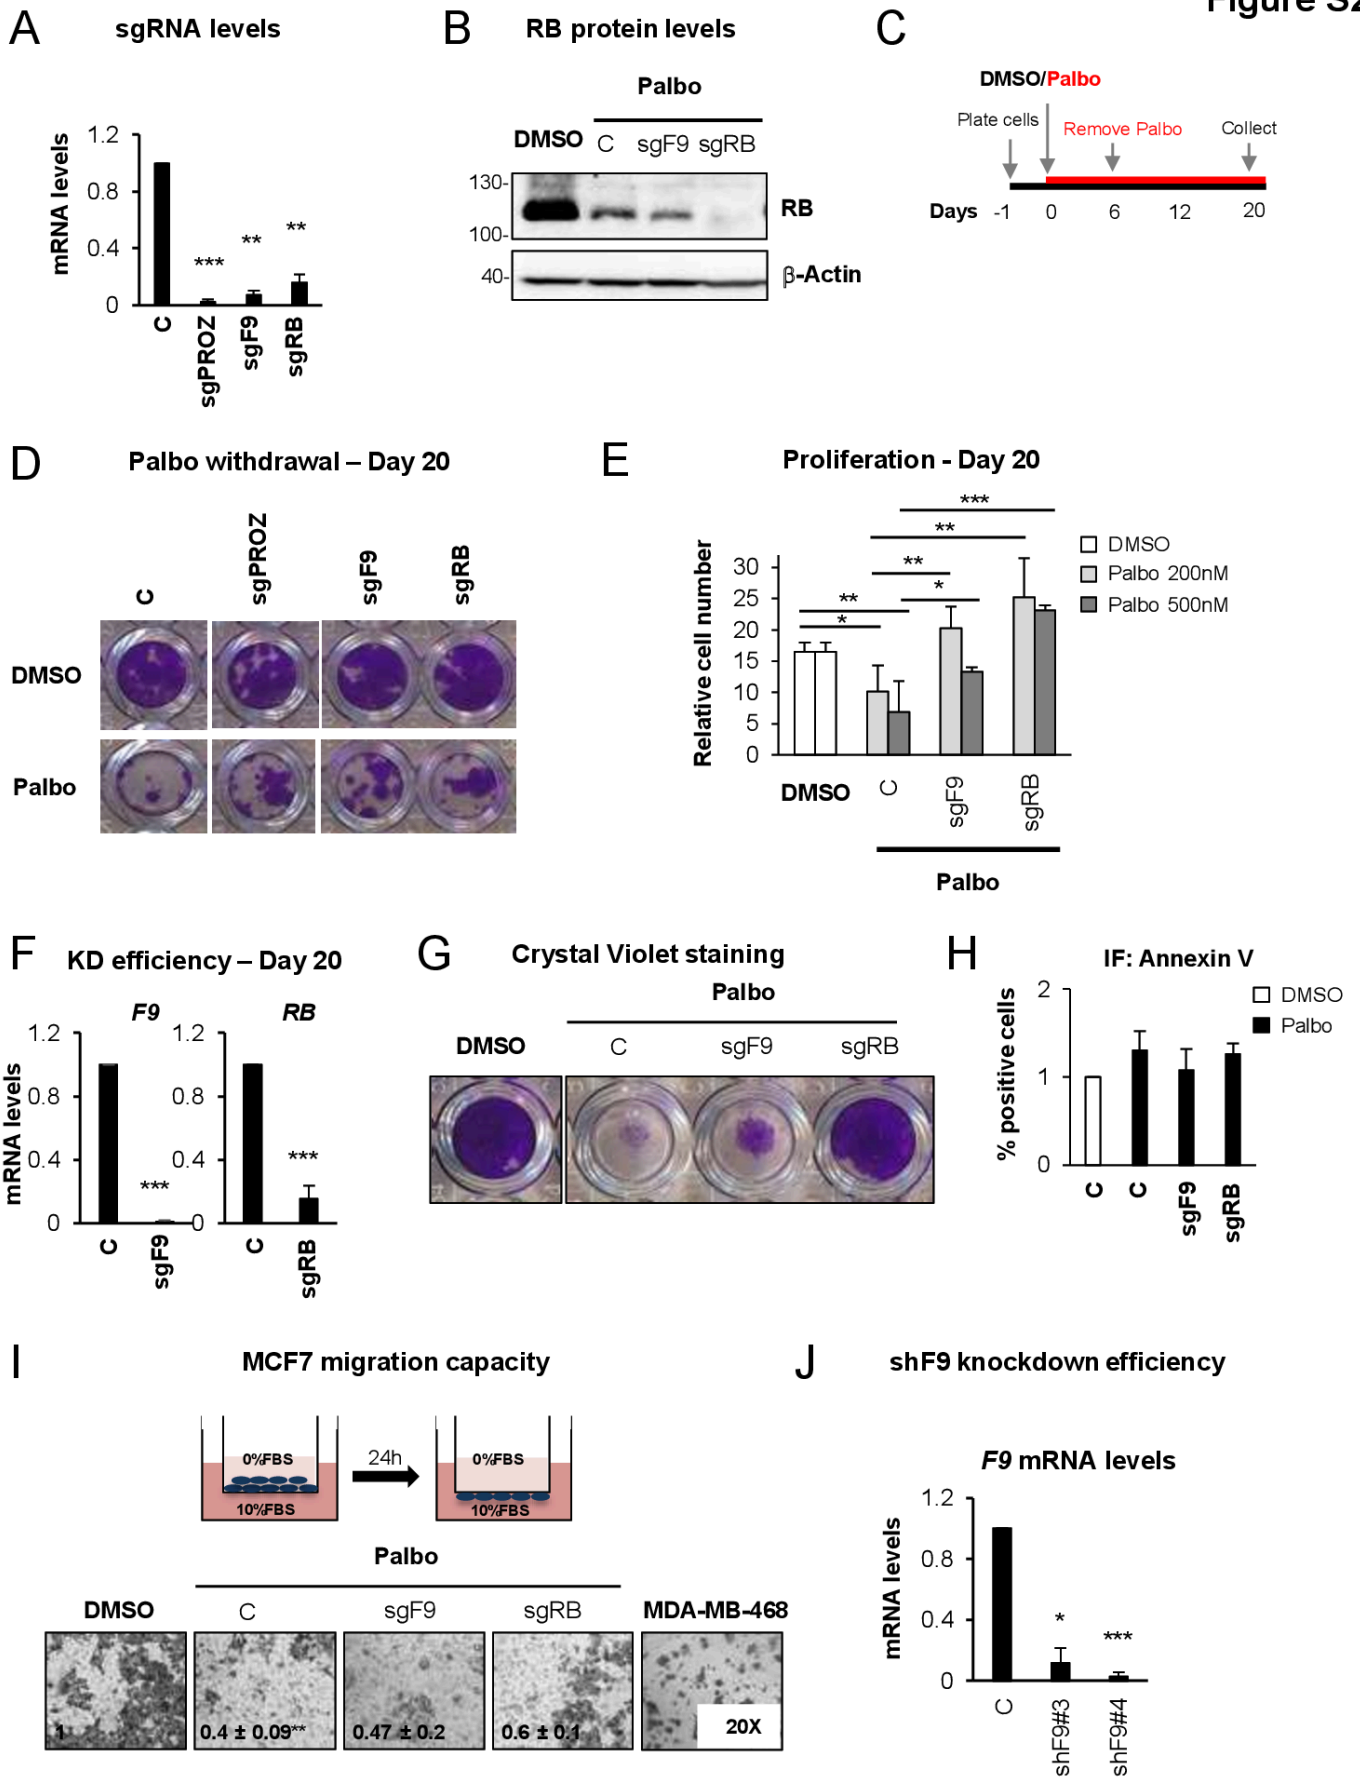 Figure S2
A
sgRNA levels
mRNA levels
1.2
0.8
0.4
0
***
**
**
C
sgPROZ
sgF9
sgRB
B
RB protein levels
Palbo
DMSO
C
sgF9
sgRB
130-
100-
RB
40-
β-Actin
C
DMSO/Palbo
Plate cells
Remove Palbo
Collect
Days
-1
0
6
12
20
D
Palbo withdrawal – Day 20
C
sgPROZ
sgF9
sgRB
DMSO
Palbo
E
Proliferation - Day 20
***
**
**
*
**
*
Relative cell number
30
25
20
15
10
5
0
DMSO
Palbo 200nM
Palbo 500nM
DMSO
C
sgF9
sgRB
Palbo
F
KD efficiency – Day 20
F9
RB
mRNA levels
1.2
0.8
0.4
0
***
C
sgF9
1.2
0.8
0.4
0
***
C
sgRB
G
Crystal Violet staining
Palbo
DMSO
C
sgF9
sgRB
H
IF: Annexin V
% positive cells
2
1
0
DMSO
Palbo
C
C
sgF9
sgRB
I
MCF7 migration capacity
0%FBS
10%FBS
24h
0%FBS
10%FBS
Palbo
DMSO
C
sgF9
sgRB
MDA-MB-468
1
0.4 ± 0.09**
0.47 ± 0.2
0.6 ± 0.1
20X
J
shF9 knockdown efficiency
F9 mRNA levels
mRNA levels
1.2
0.8
0.4
0
*
***
C
shF9#3
shF9#4